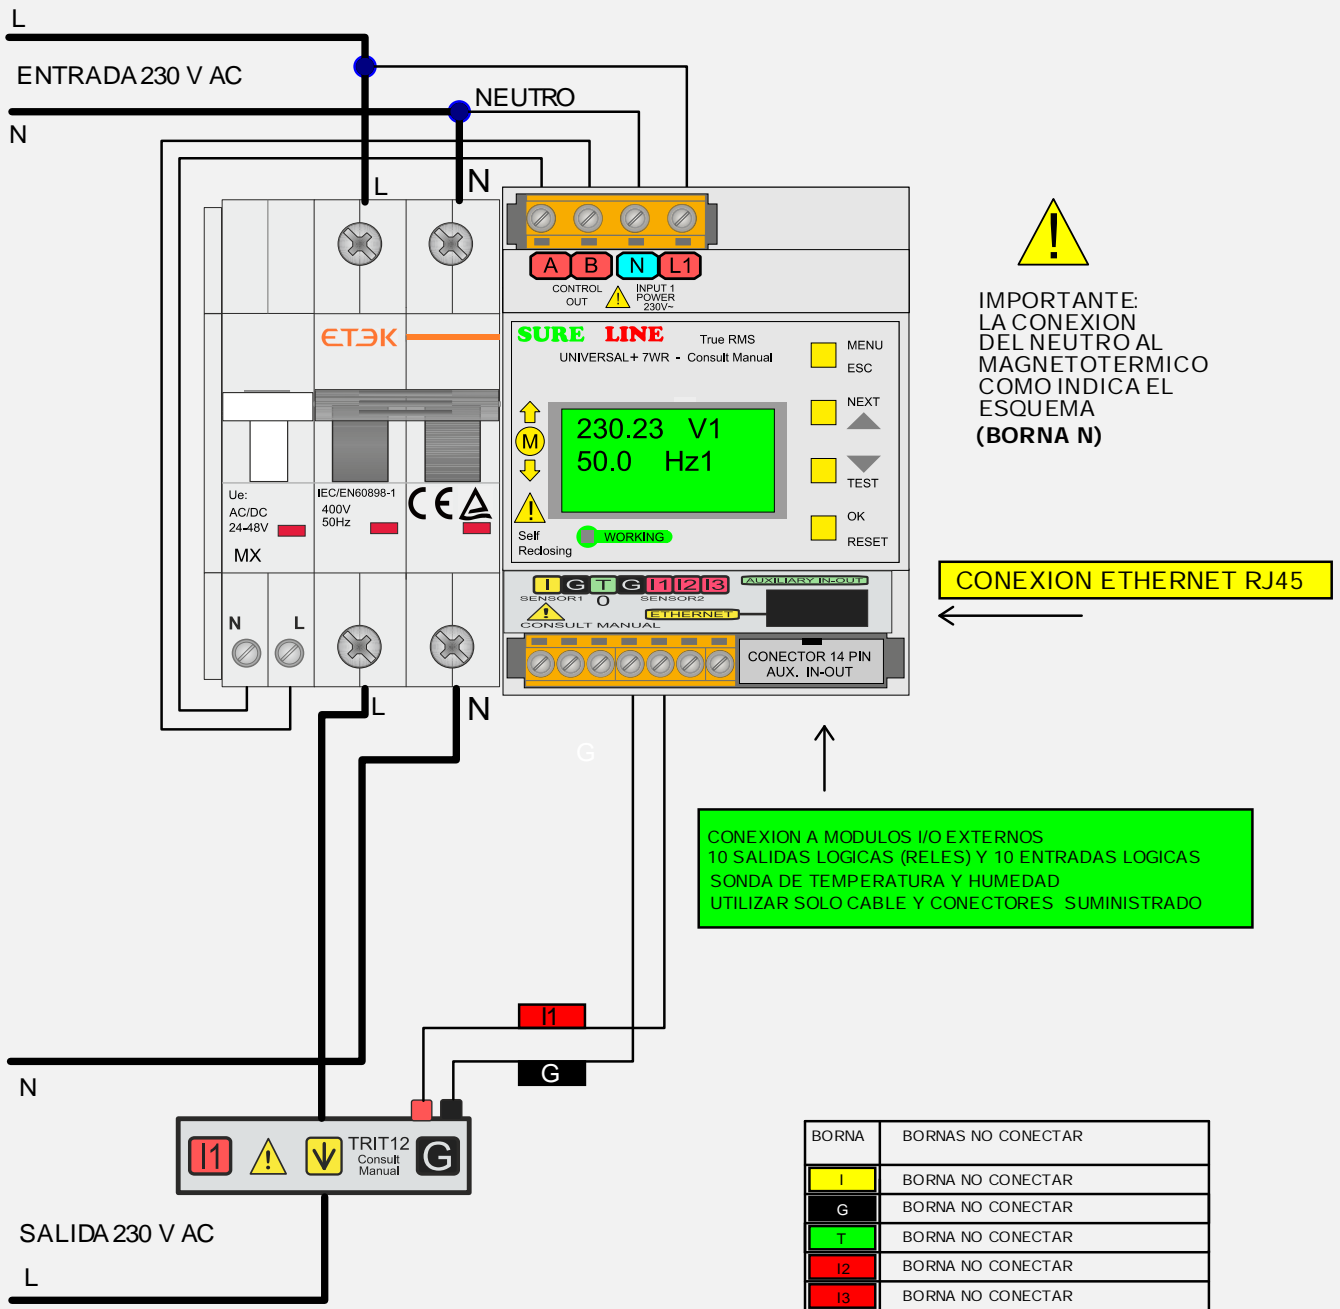 L
ENTRADA 230 V AC
NEUTRO
N
L
N
A B N L1
CONTROL OUT
INPUT 1 POWER 230V~
IMPORTANTE:
LA CONEXION
DEL NEUTRO AL
MAGNETOTERMICO
COMO INDICA EL
ESQUEMA
(BORNA N)
ETEK
SURE LINE
True RMS
UNIVERSAL+ 7WR - Consult Manual
MENU
ESC
NEXT
TEST
OK
RESET
M
230.23 V1
50.0 Hz1
Self
Reclosing
WORKING
Ue:
AC/DC
24-48V
MX
IEC/EN60898-1
400V
50Hz
CE
I G T G I1 I2 I3
O
SENSOR1
SENSOR2
AUXILIARY IN-OUT
ETHERNET
CONSULT MANUAL
CONEXION ETHERNET RJ45
N L
CONECTOR 14 PIN
AUX. IN-OUT
L
N
G
CONEXION A MODULOS I/O EXTERNOS
10 SALIDAS LOGICAS (RELES) Y 10 ENTRADAS LOGICAS
SONDA DE TEMPERATURA Y HUMEDAD
UTILIZAR SOLO CABLE Y CONECTORES SUMINISTRADO
I1
G
N
I1
TRIT12
Consult
Manual
G
SALIDA 230 V AC
L
BORNA BORNAS NO CONECTAR
I BORNA NO CONECTAR
G BORNA NO CONECTAR
T BORNA NO CONECTAR
I2 BORNA NO CONECTAR
I3 BORNA NO CONECTAR